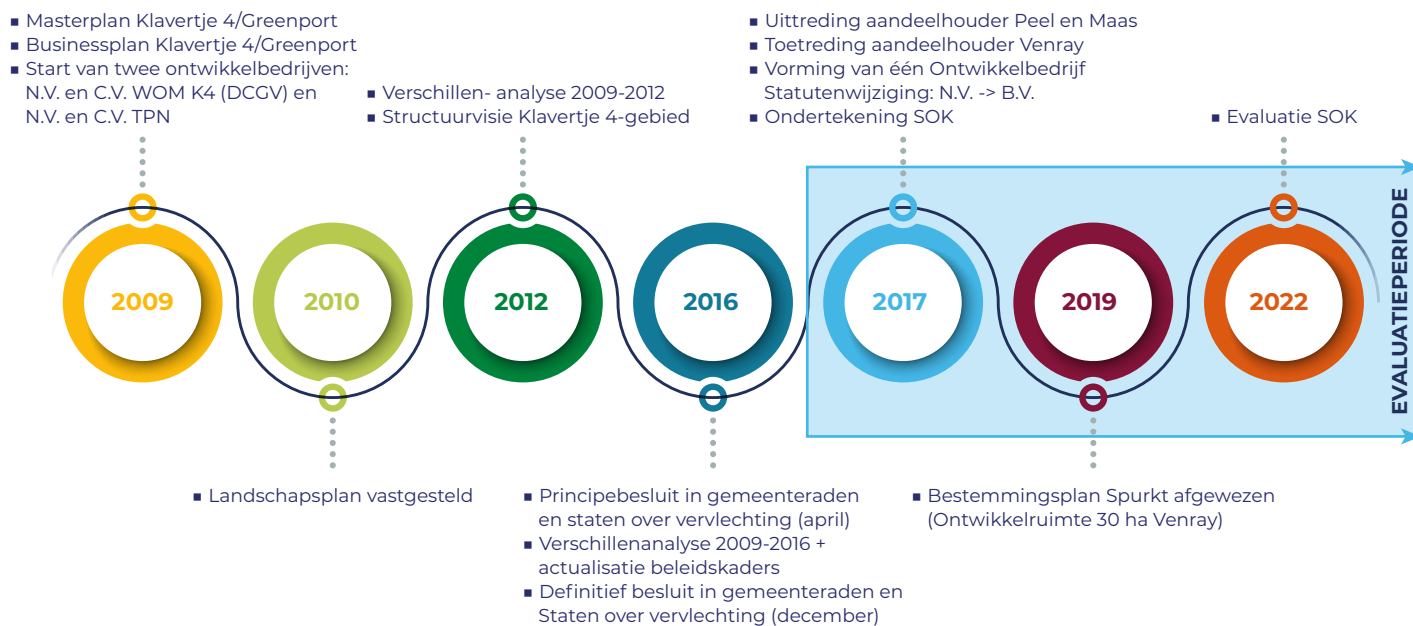 ▪ Masterplan Klavertje 4/Greenport
▪ Businessplan Klavertje 4/Greenport
▪ Start van twee ontwikkelbedrijven:
N.V. en C.V. WOM K4 (DCGV) en
N.V. en C.V. TPN
▪ Verschillen- analyse 2009-2012
▪ Structuurvisie Klavertje 4-gebied
▪ Uittreding aandeelhouder Peel en Maas
▪ Toetreding aandeelhouder Venray
▪ Vorming van één Ontwikkelbedrijf
Statutenwijziging: N.V. -> B.V.
▪ Ondertekening SOK
▪ Evaluatie SOK
2009
2010
2012
2016
2017
2019
2022
EVALUATIEPERIODE
▪ Landschapsplan vastgesteld
▪ Principebesluit in gemeenteraden
en staten over vervlechting (april)
▪ Verschillenanalyse 2009-2016 +
actualisatie beleidskaders
▪ Definitief besluit in gemeenteraden en
Staten over vervlechting (december)
▪ Bestemmingsplan Spurkt afgewezen
(Ontwikkelruimte 30 ha Venray)